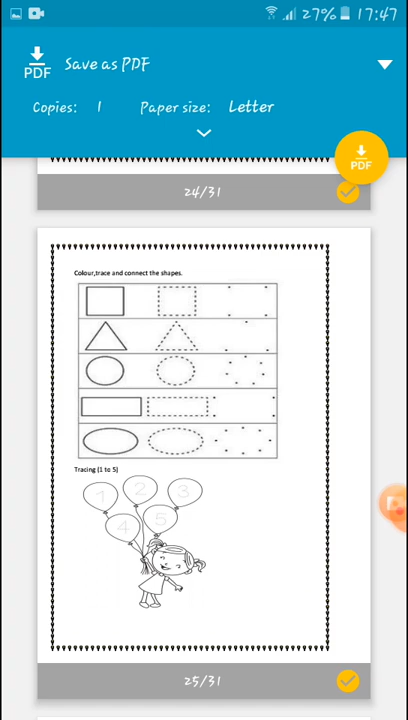 27% 17:47
PDF Save as PDF
Copies: 1 Paper size: Letter
PDF
24/31
Colour,trace and connect the shapes.
Tracing (1 to 5)
1 2 3
4 5
25/31